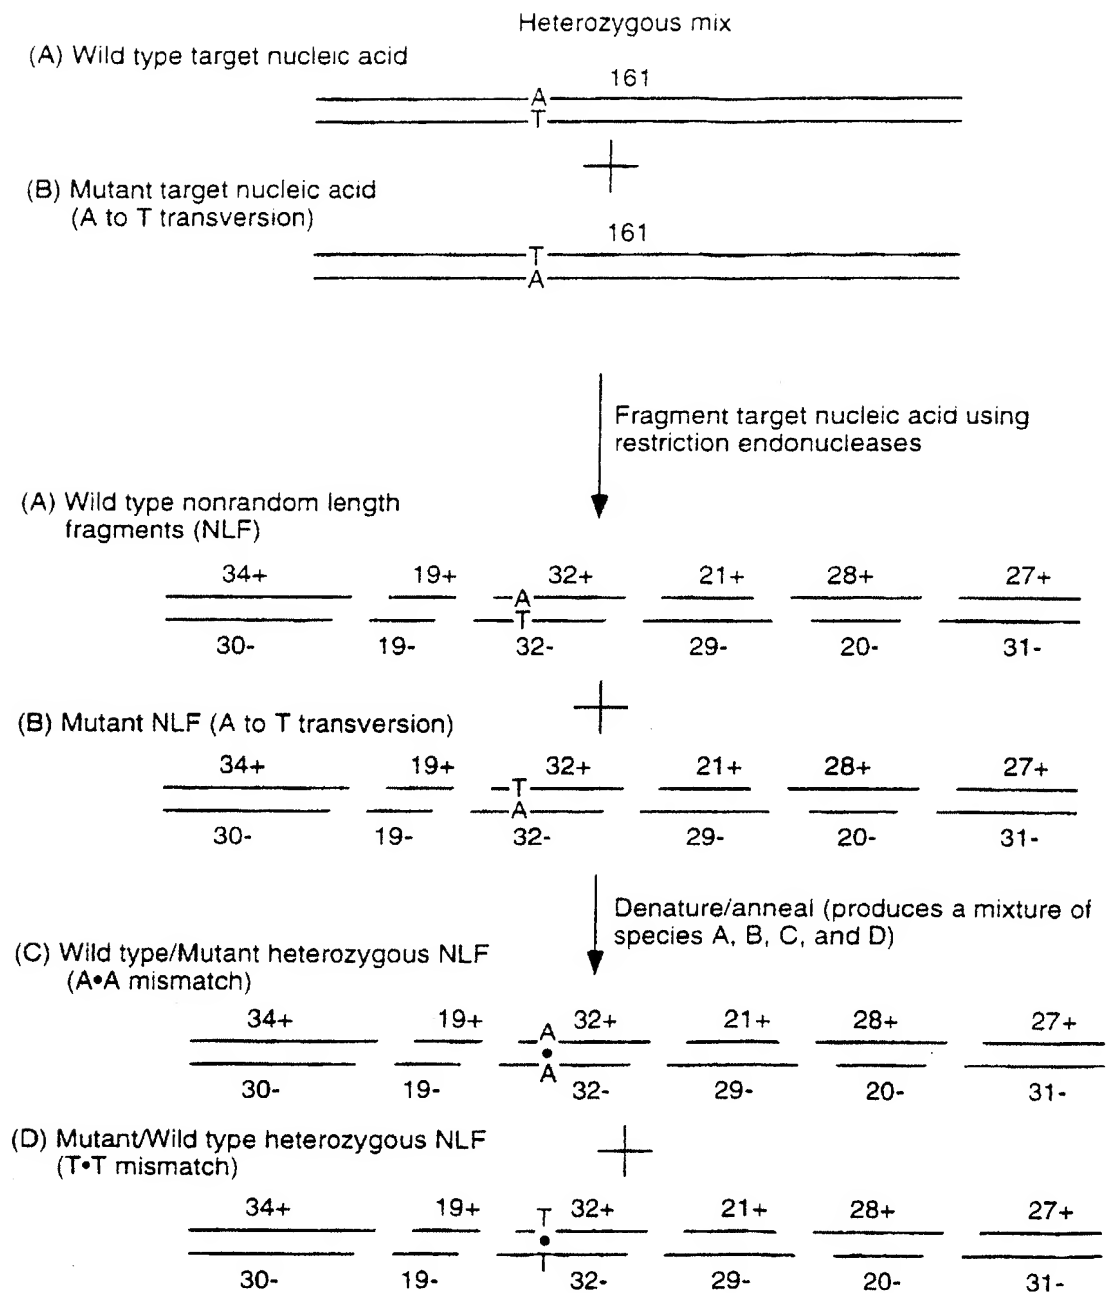 Heterozygous mix
(A) Wild type target nucleic acid
161
A
T
(B) Mutant target nucleic acid
(A to T transversion)
161
T
A
Fragment target nucleic acid using
restriction endonucleases
(A) Wild type nonrandom length
fragments (NLF)
34+ 19+ 32+ 21+ 28+ 27+
A
T
30- 19- 32- 29- 20- 31-
(B) Mutant NLF (A to T transversion)
34+ 19+ 32+ 21+ 28+ 27+
T
A
30- 19- 32- 29- 20- 31-
Denature/anneal (produces a mixture of
species A, B, C, and D)
(C) Wild type/Mutant heterozygous NLF
(A•A mismatch)
34+ 19+ A 32+ 21+ 28+ 27+
•
A
30- 19- 32- 29- 20- 31-
(D) Mutant/Wild type heterozygous NLF
(T•T mismatch)
34+ 19+ T 32+ 21+ 28+ 27+
•
T
30- 19- 32- 29- 20- 31-